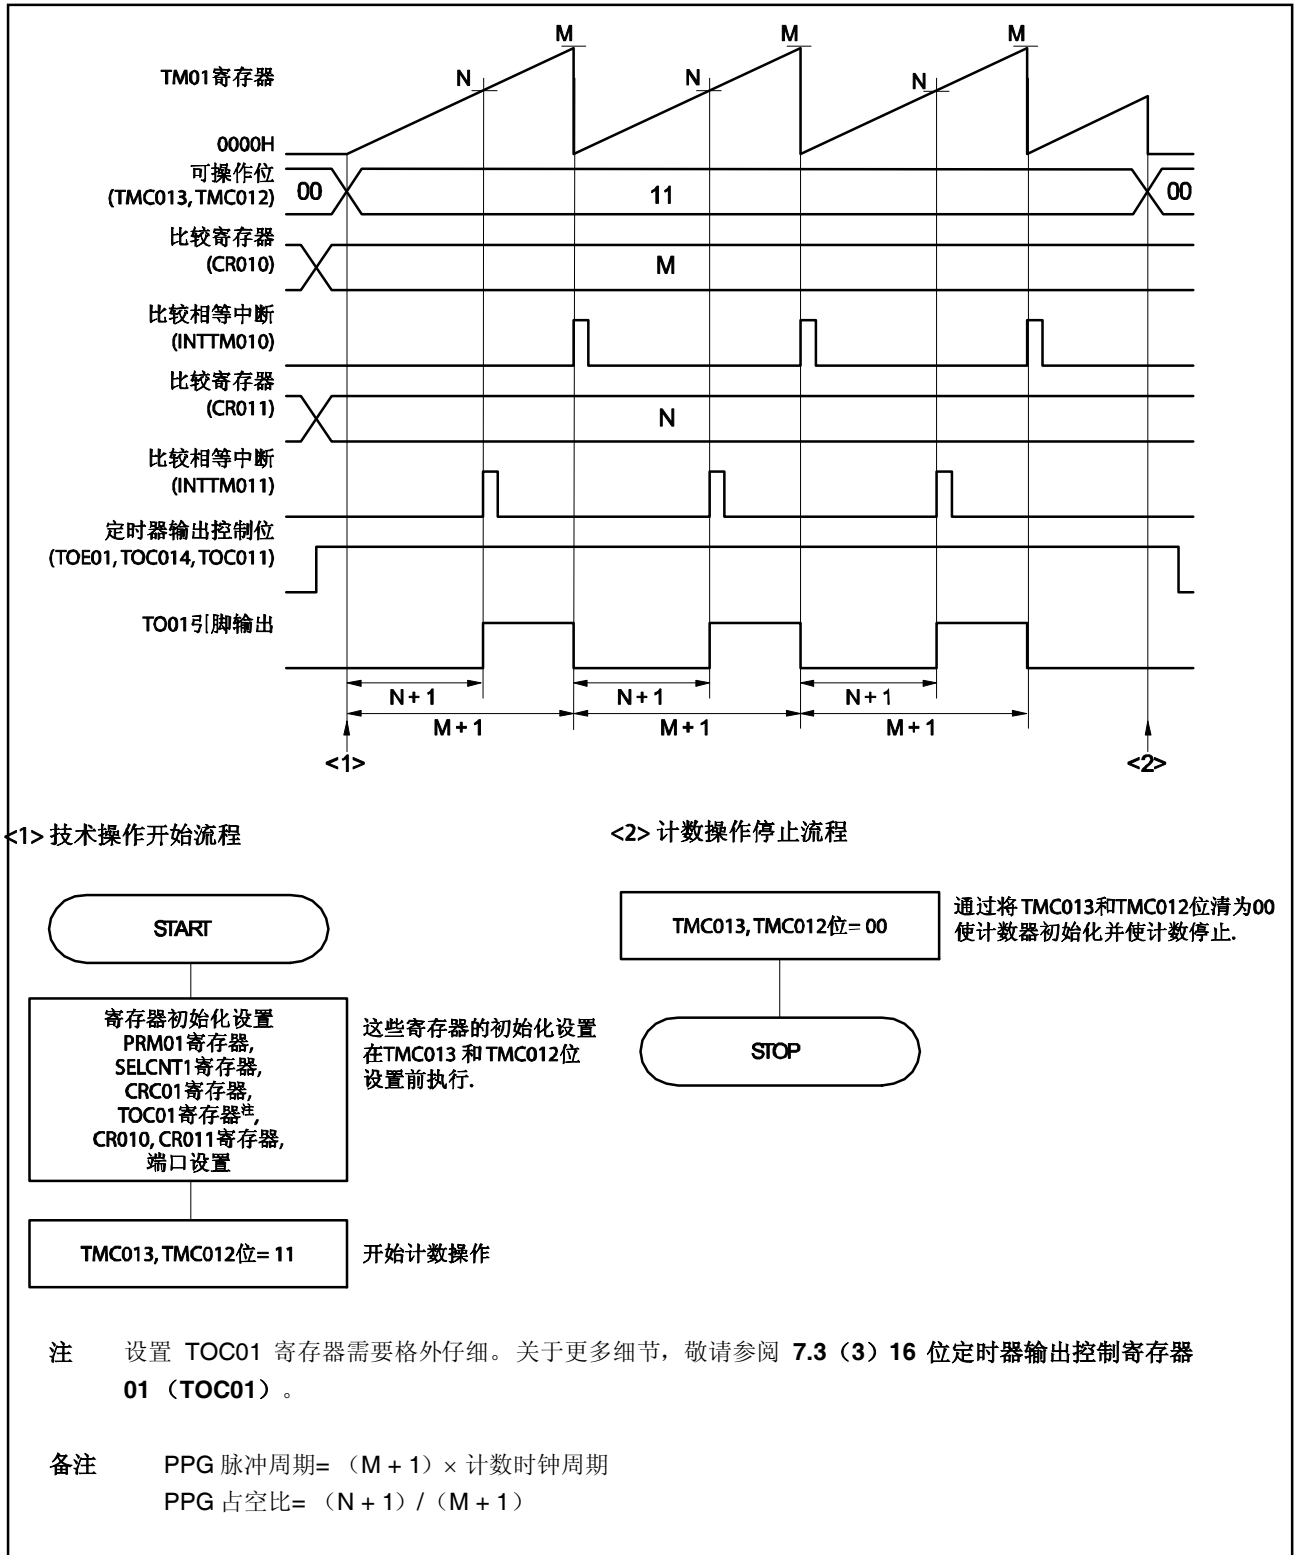 M M M
TM01寄存器 N N N
0000H
可操作位
(TMC013, TMC012) 00 11 00
比较寄存器
(CR010) M
比较相等中断
(INTTM010)
比较寄存器
(CR011) N
比较相等中断
(INTTM011)
定时器输出控制位
(TOE01, TOC014, TOC011)
TO01引脚输出
N + 1 N + 1 N + 1
M + 1 M + 1 M + 1
<1> <2>
<1> 技术操作开始流程
START
寄存器初始化设置
PRM01寄存器,
SELCNT1寄存器,
CRC01寄存器,
TOC01寄存器注,
CR010, CR011寄存器,
端口设置
这些寄存器的初始化设置
在TMC013 和 TMC012位
设置前执行.
TMC013, TMC012位= 11
开始计数操作
<2> 计数操作停止流程
TMC013, TMC012位= 00
通过将 TMC013和TMC012位清为00
使计数器初始化并使计数停止.
STOP
注 设置 TOC01 寄存器需要格外仔细。关于更多细节，敬请参阅 7.3（3）16 位定时器输出控制寄存器
01 （TOC01）。
备注 PPG 脉冲周期= （M + 1）× 计数时钟周期
PPG 占空比= （N + 1）/（M + 1）